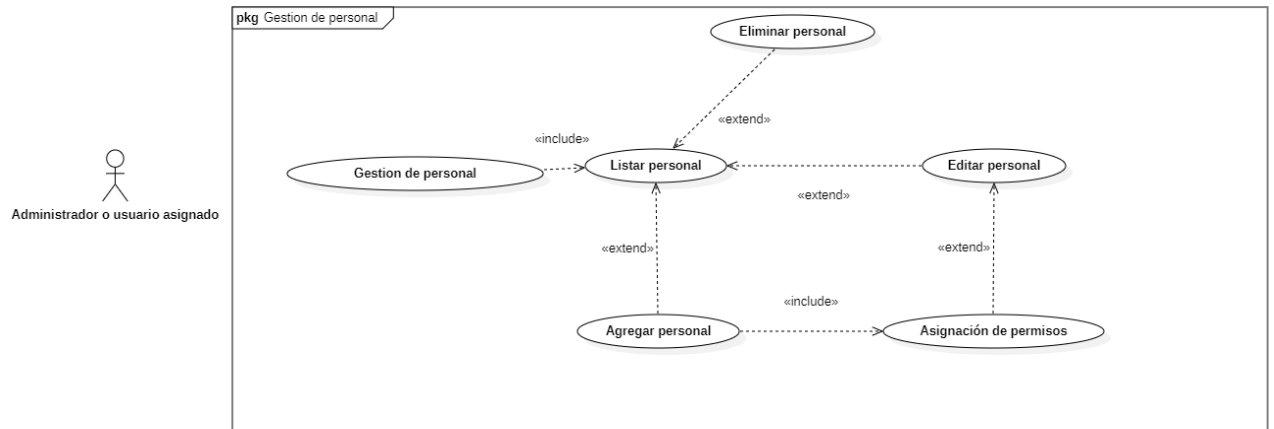 pkg Gestion de personal
Eliminar personal
«extend»
«include»
Gestion de personal
Listar personal
Editar personal
«extend»
Administrador o usuario asignado
«extend»
«extend»
«include»
Agregar personal
Asignación de permisos